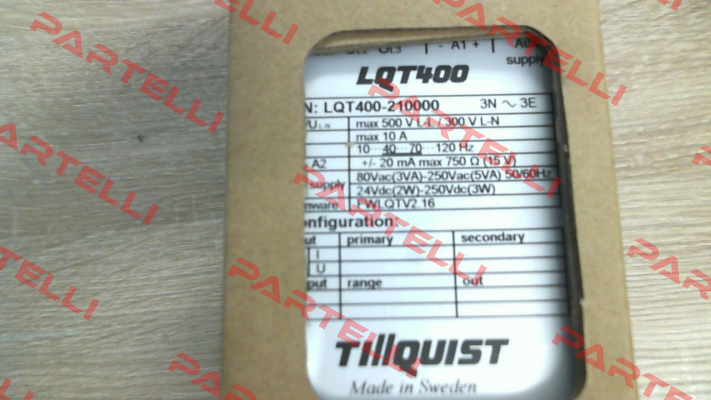 - A1 +
supply
LQT400
N: LQT400-210000 3N ~ 3E
max 500 V L-L / 300 V L-N
max 10 A
10···40···70···120 Hz
A2 +/- 20 mA max 750 Ω (15 V)
supply 80Vac(3VA)-250Vac(5VA) 50/60Hz
24Vdc(2W)-250Vdc(3W)
FWLQTV2.16
nfiguration:
primary secondary
I
U
range out
TillQUIST
Made in Sweden
PARTELLI
PARTELLI
PARTELLI
PARTELLI
PARTELLI
PARTELLI
PARTELLI
PARTELLI